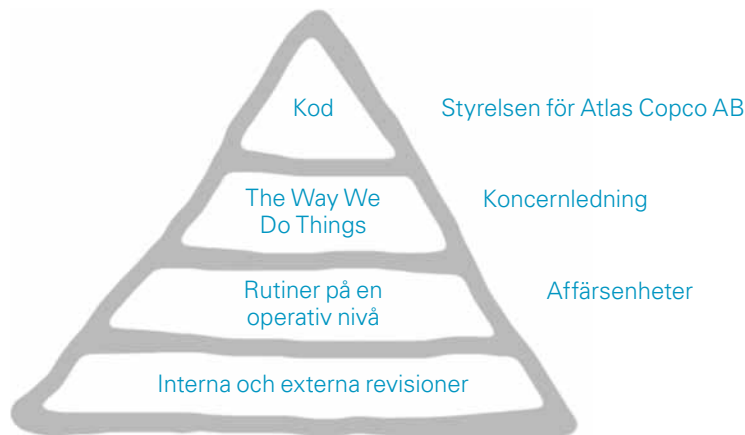 Kod
Styrelsen för Atlas Copco AB
The Way We
Do Things
Koncernledning
Rutiner på en
operativ nivå
Affärsenheter
Interna och externa revisioner